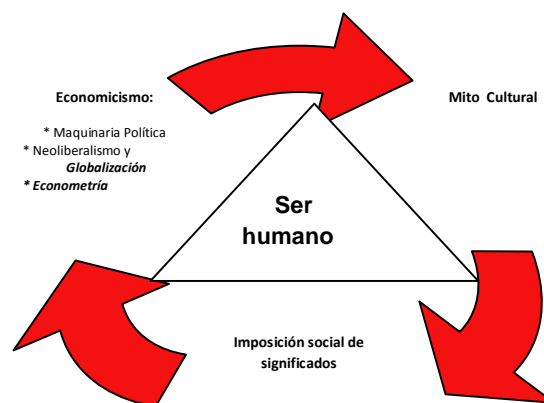 Economicismo:
* Maquinaria Política
* Neoliberalismo y
Globalización
* Econometría
Mito Cultural
Ser
humano
Imposición social de
significados